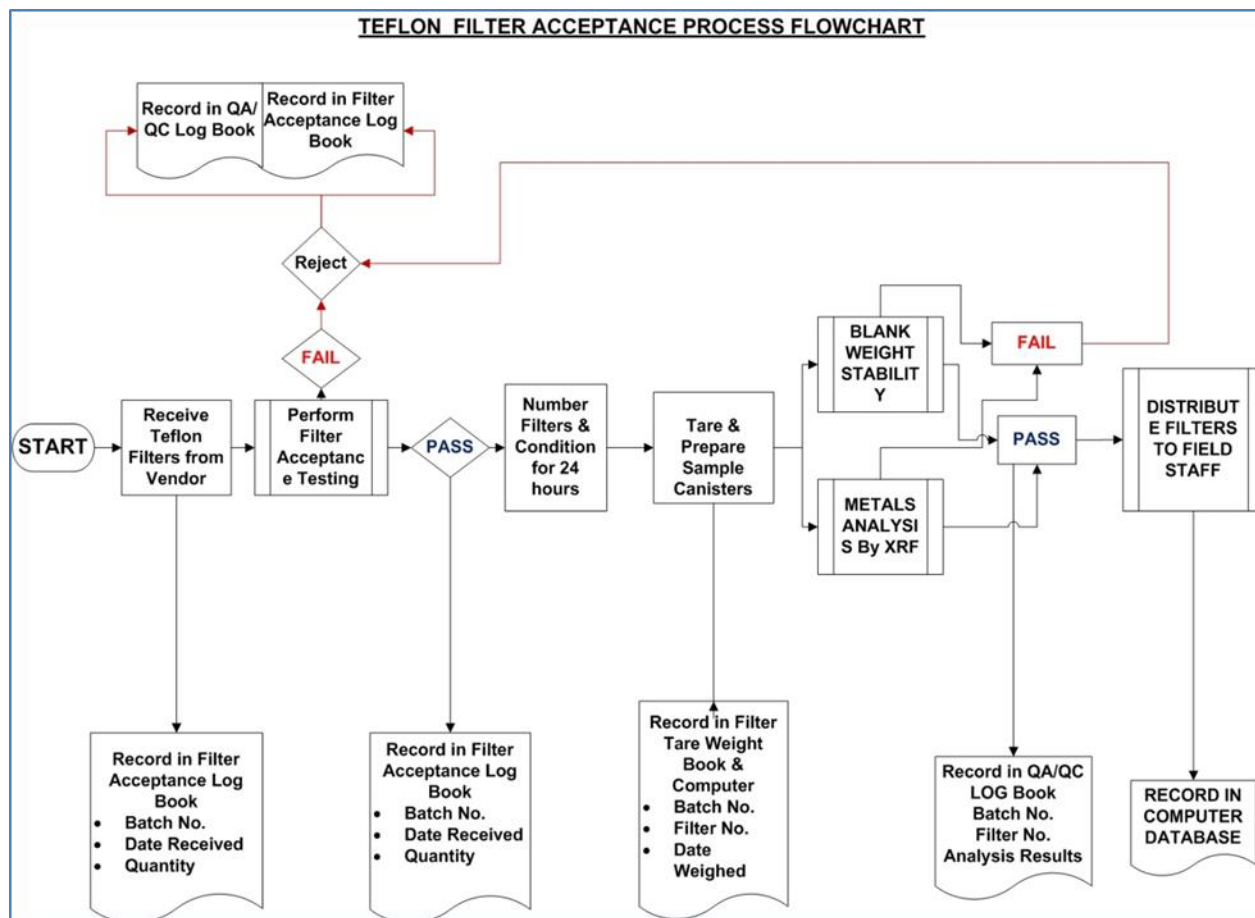 TEFLON FILTER ACCEPTANCE PROCESS FLOWCHART
Record in QA/
QC Log Book
Record in Filter
Acceptance Log
Book
Reject
FAIL
START
Receive
Teflon
Filters from
Vendor
Perform
Filter
Acceptanc
e Testing
PASS
Number
Filters &
Condition
for 24
hours
Tare &
Prepare
Sample
Canisters
BLANK
WEIGHT
STABILIT
Y
METALS
ANALYSI
S By XRF
FAIL
PASS
DISTRIBUT
E FILTERS
TO FIELD
STAFF
Record in Filter
Acceptance Log
Book
• Batch No.
• Date Received
• Quantity
Record in Filter
Acceptance Log
Book
• Batch No.
• Date Received
• Quantity
Record in Filter
Tare Weight
Book &
Computer
• Batch No.
• Filter No.
• Date
Weighed
Record in QA/QC
LOG Book
Batch No.
Filter No.
Analysis Results
RECORD IN
COMPUTER
DATABASE